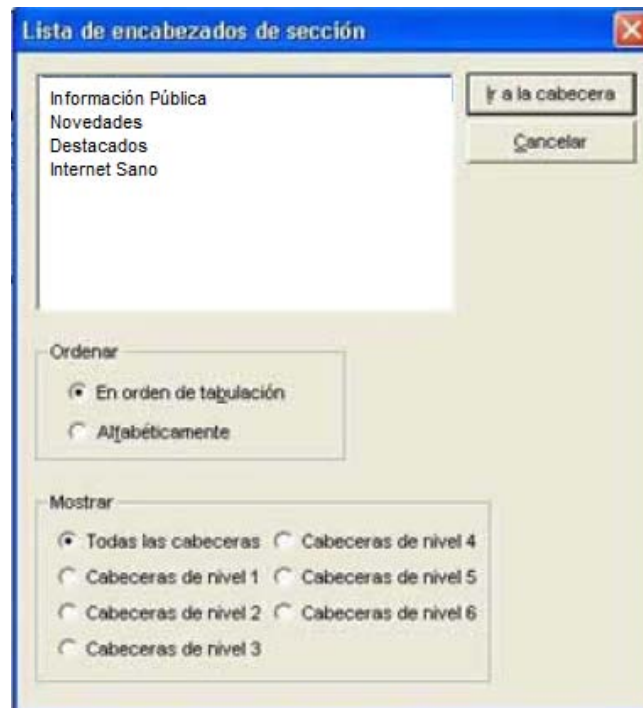 Lista de encabezados de sección
Información Pública
Novedades
Destacados
Internet Sano
Ir a la cabecera
Cancelar
Ordenar
En orden de tabulación
Alfabéticamente
Mostrar
Todas las cabeceras
Cabeceras de nivel 4
Cabeceras de nivel 1
Cabeceras de nivel 5
Cabeceras de nivel 2
Cabeceras de nivel 6
Cabeceras de nivel 3